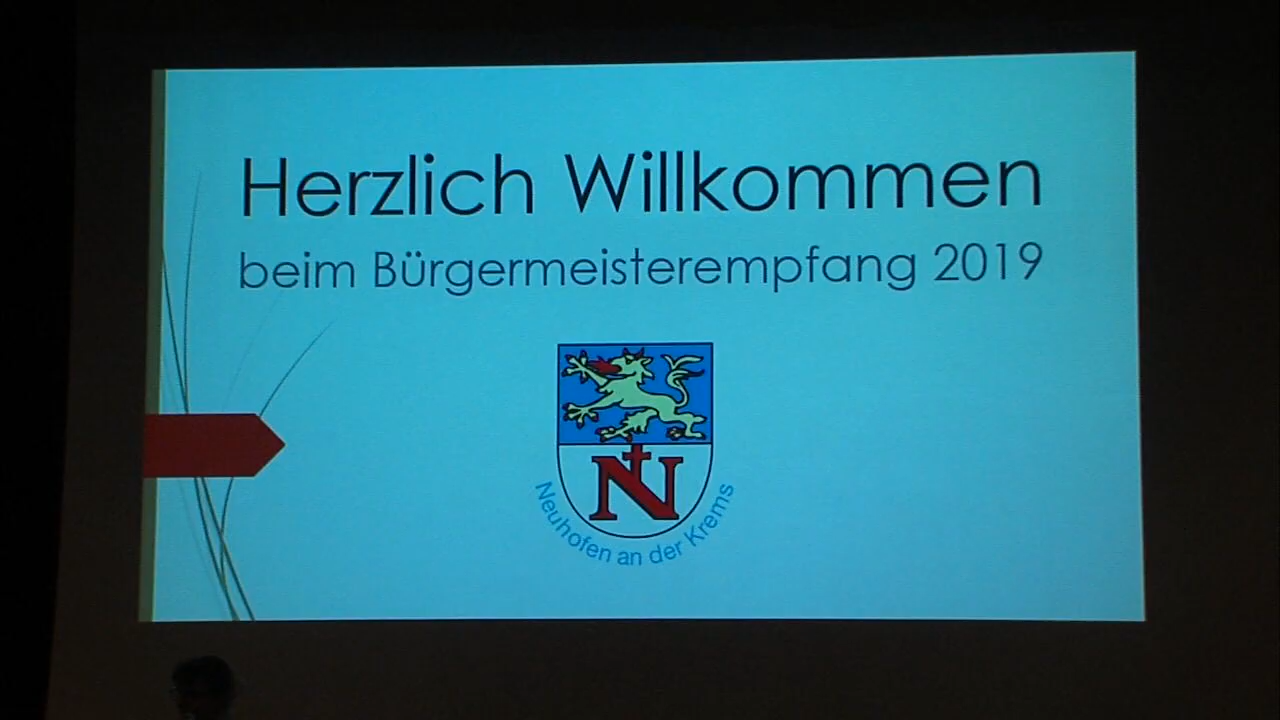 Herzlich Willkommen
beim Bürgermeisterempfang 2019
N
Neuhofen an der Krems